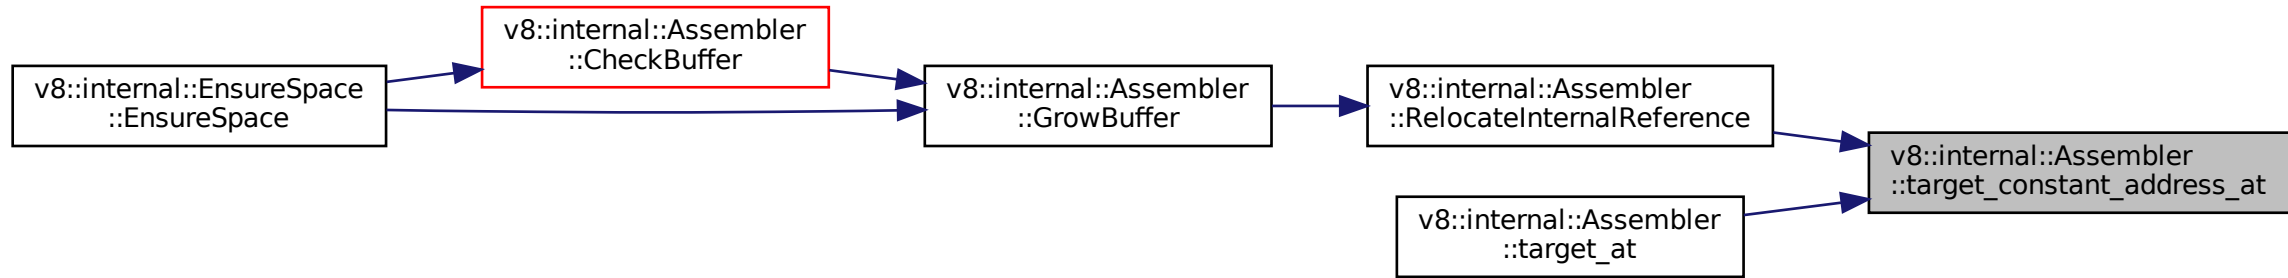 v8::internal::EnsureSpace
::EnsureSpace
v8::internal::Assembler
::CheckBuffer
v8::internal::Assembler
::GrowBuffer
v8::internal::Assembler
::RelocateInternalReference
v8::internal::Assembler
::target_at
v8::internal::Assembler
::target_constant_address_at